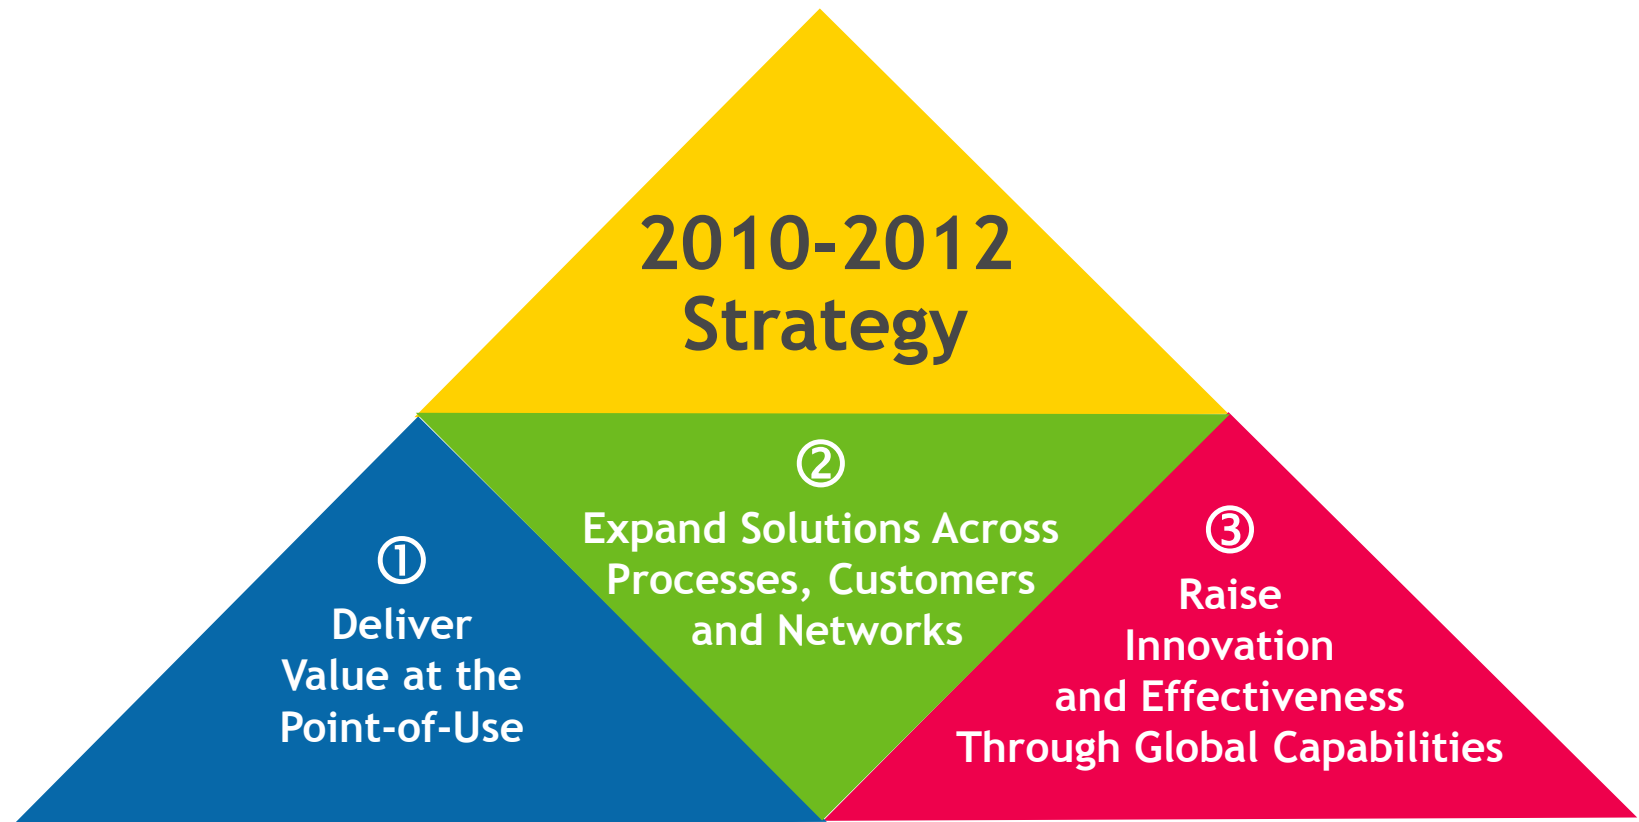 2010-2012
Strategy
①
Deliver
Value at the
Point-of-Use
②
Expand Solutions Across
Processes, Customers
and Networks
③
Raise
Innovation
and Effectiveness
Through Global Capabilities